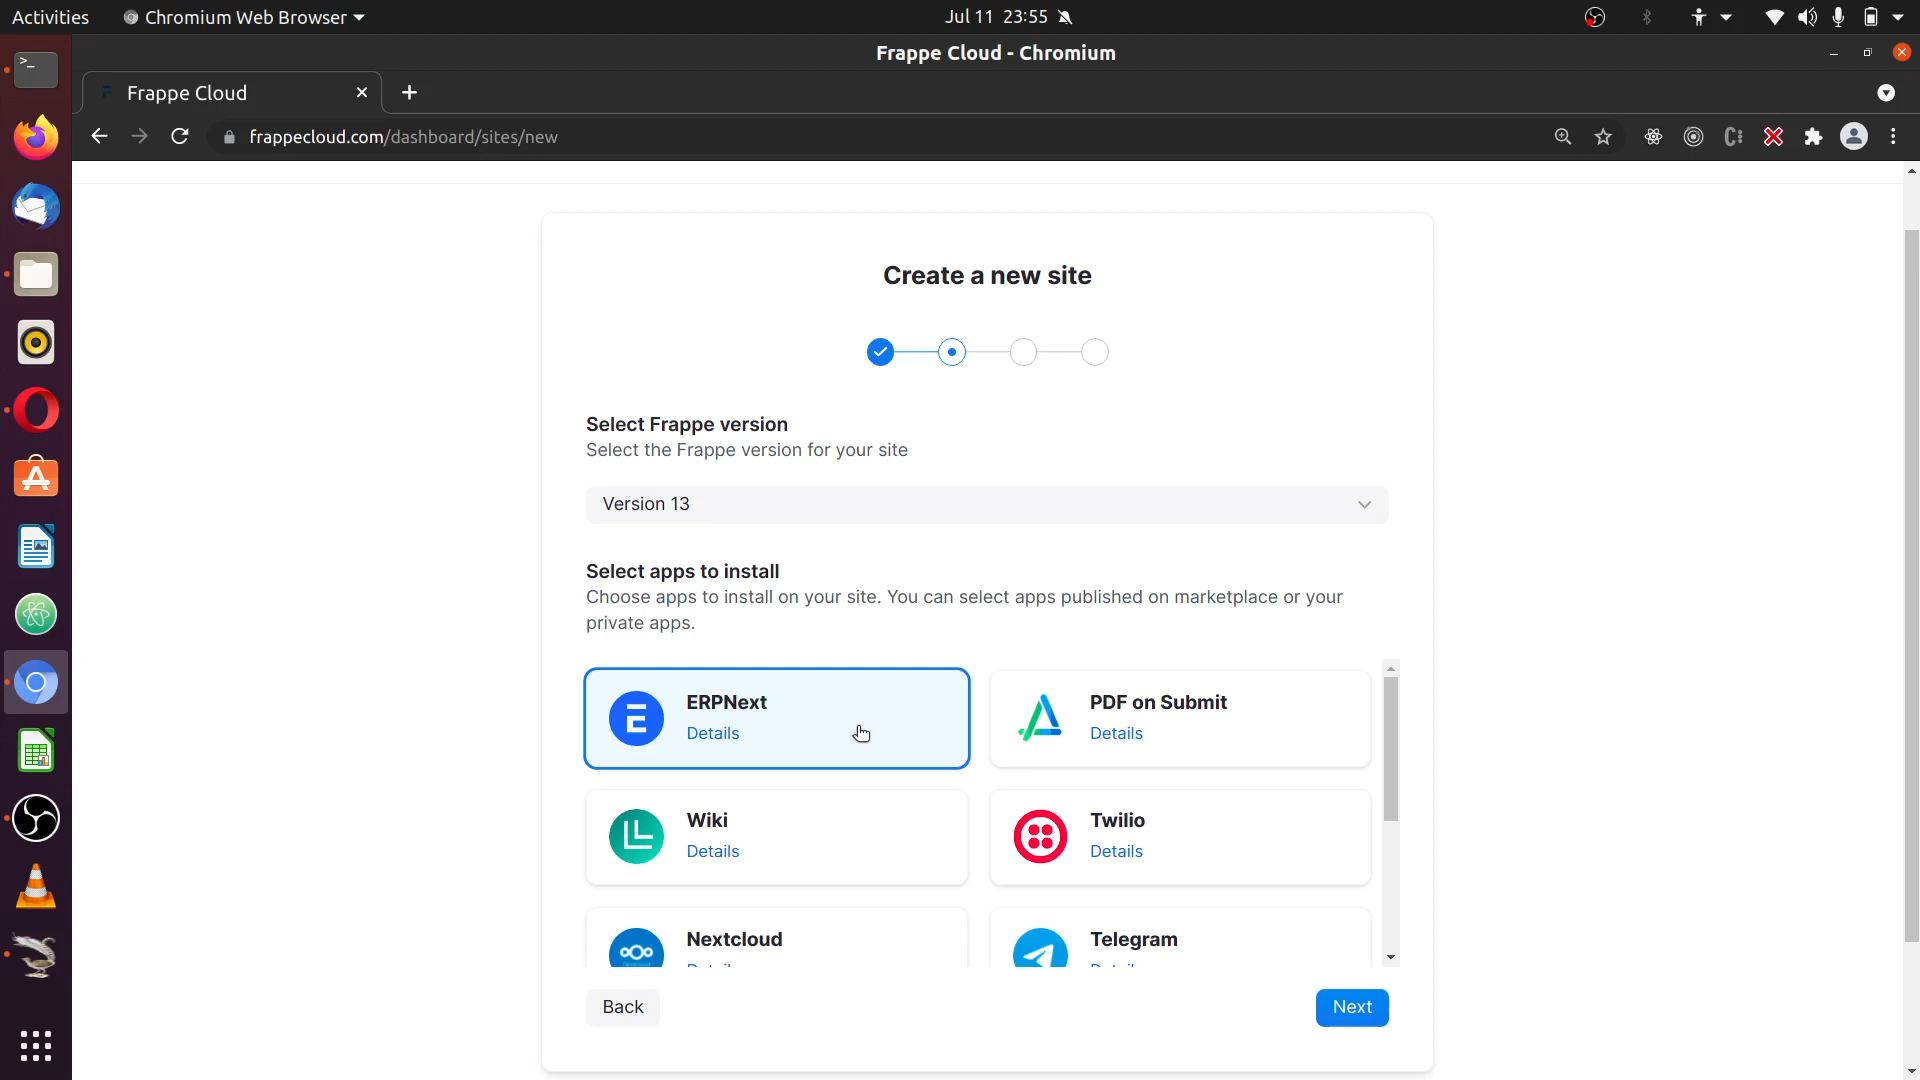 Activities
Chromium Web Browser
Jul 11 23:55
Frappe Cloud - Chromium
Frappe Cloud
frappecloud.com/dashboard/sites/new
Create a new site
Select Frappe version
Select the Frappe version for your site
Version 13
Select apps to install
Choose apps to install on your site. You can select apps published on marketplace or your
private apps.
ERPNext
Details
PDF on Submit
Details
Wiki
Details
Twilio
Details
Nextcloud
Telegram
Back
Next